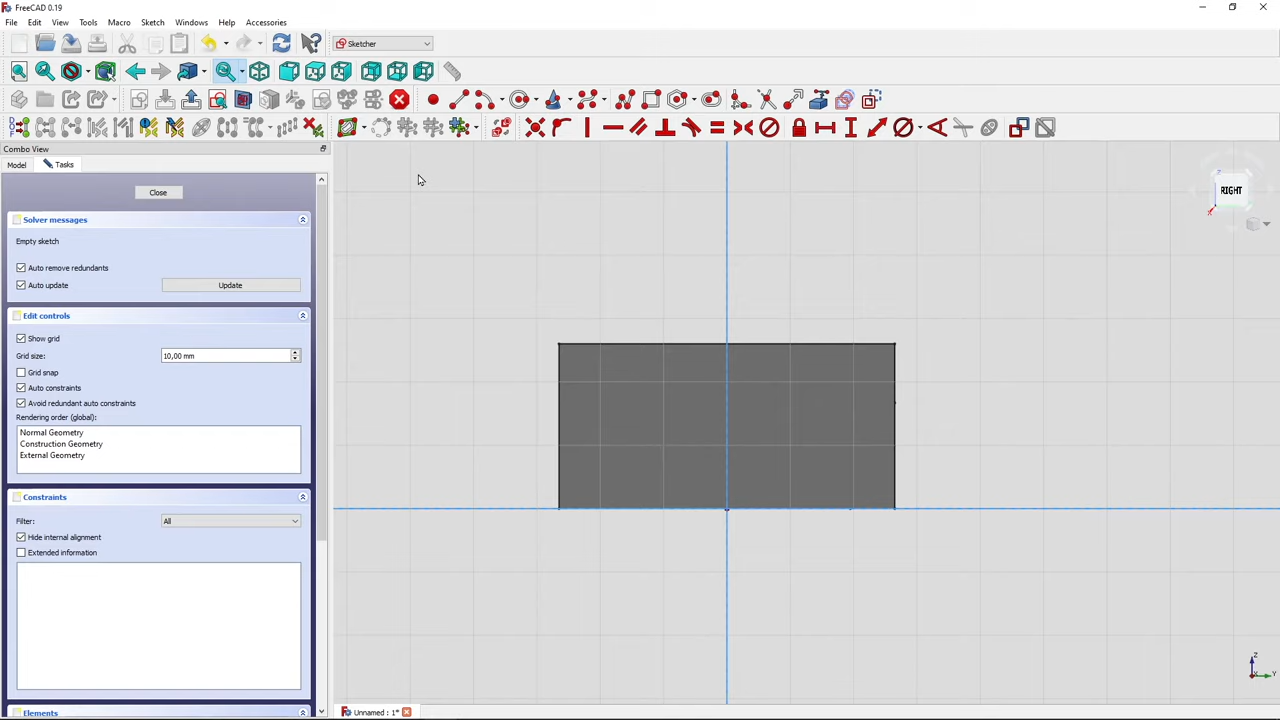 FreeCAD 0.19
File Edit View Tools Macro Sketch Windows Help Accessories
Sketcher
Combo View
Model Tasks
Close
RIGHT
Solver messages
Empty sketch
Auto remove redundants
Auto update Update
Edit controls
Show grid
Grid size: 10,00 mm
Grid snap
Auto constraints
Avoid redundant auto constraints
Rendering order (global):
Normal Geometry
Construction Geometry
External Geometry
Constraints
Filter: All
Hide internal alignment
Extended information
Elements
Unnamed : 1*
Z
Y